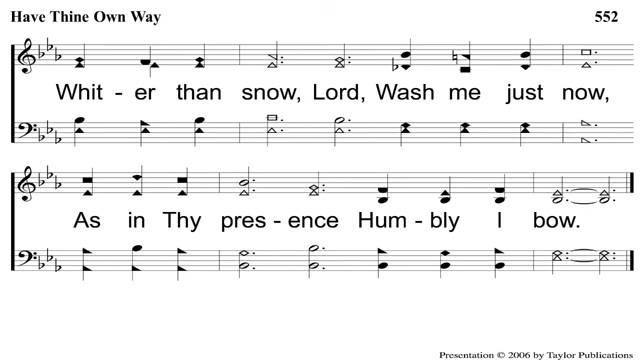 Have Thine Own Way 552
Whit - er than snow, Lord, Wash me just now,
As in Thy pres - ence Hum - bly I bow.
Presentation © 2006 by Taylor Publications